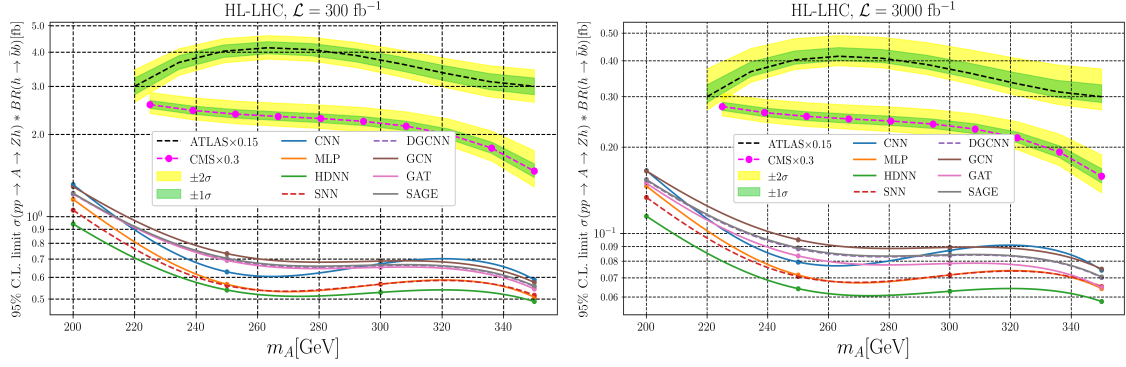 HL-LHC, 𝓛 = 300 fb⁻¹
95% C.L. limit σ(pp → A → Zh) * BR(h → b̄b)[fb]
5.0
4.0
3.0
2.0
10⁰
0.9
0.8
0.7
0.6
0.5
ATLAS×0.15
CMS×0.3
±2σ
±1σ
CNN
MLP
HDNN
SNN
DGCNN
GCN
GAT
SAGE
200 220 240 260 280 300 320 340
m_A[GeV]
HL-LHC, 𝓛 = 3000 fb⁻¹
95% C.L. limit σ(pp → A → Zh) * BR(h → b̄b)[fb]
0.50
0.40
0.30
0.20
10⁻¹
0.09
0.08
0.07
0.06
ATLAS×0.15
CMS×0.3
±2σ
±1σ
CNN
MLP
HDNN
SNN
DGCNN
GCN
GAT
SAGE
200 220 240 260 280 300 320 340
m_A[GeV]